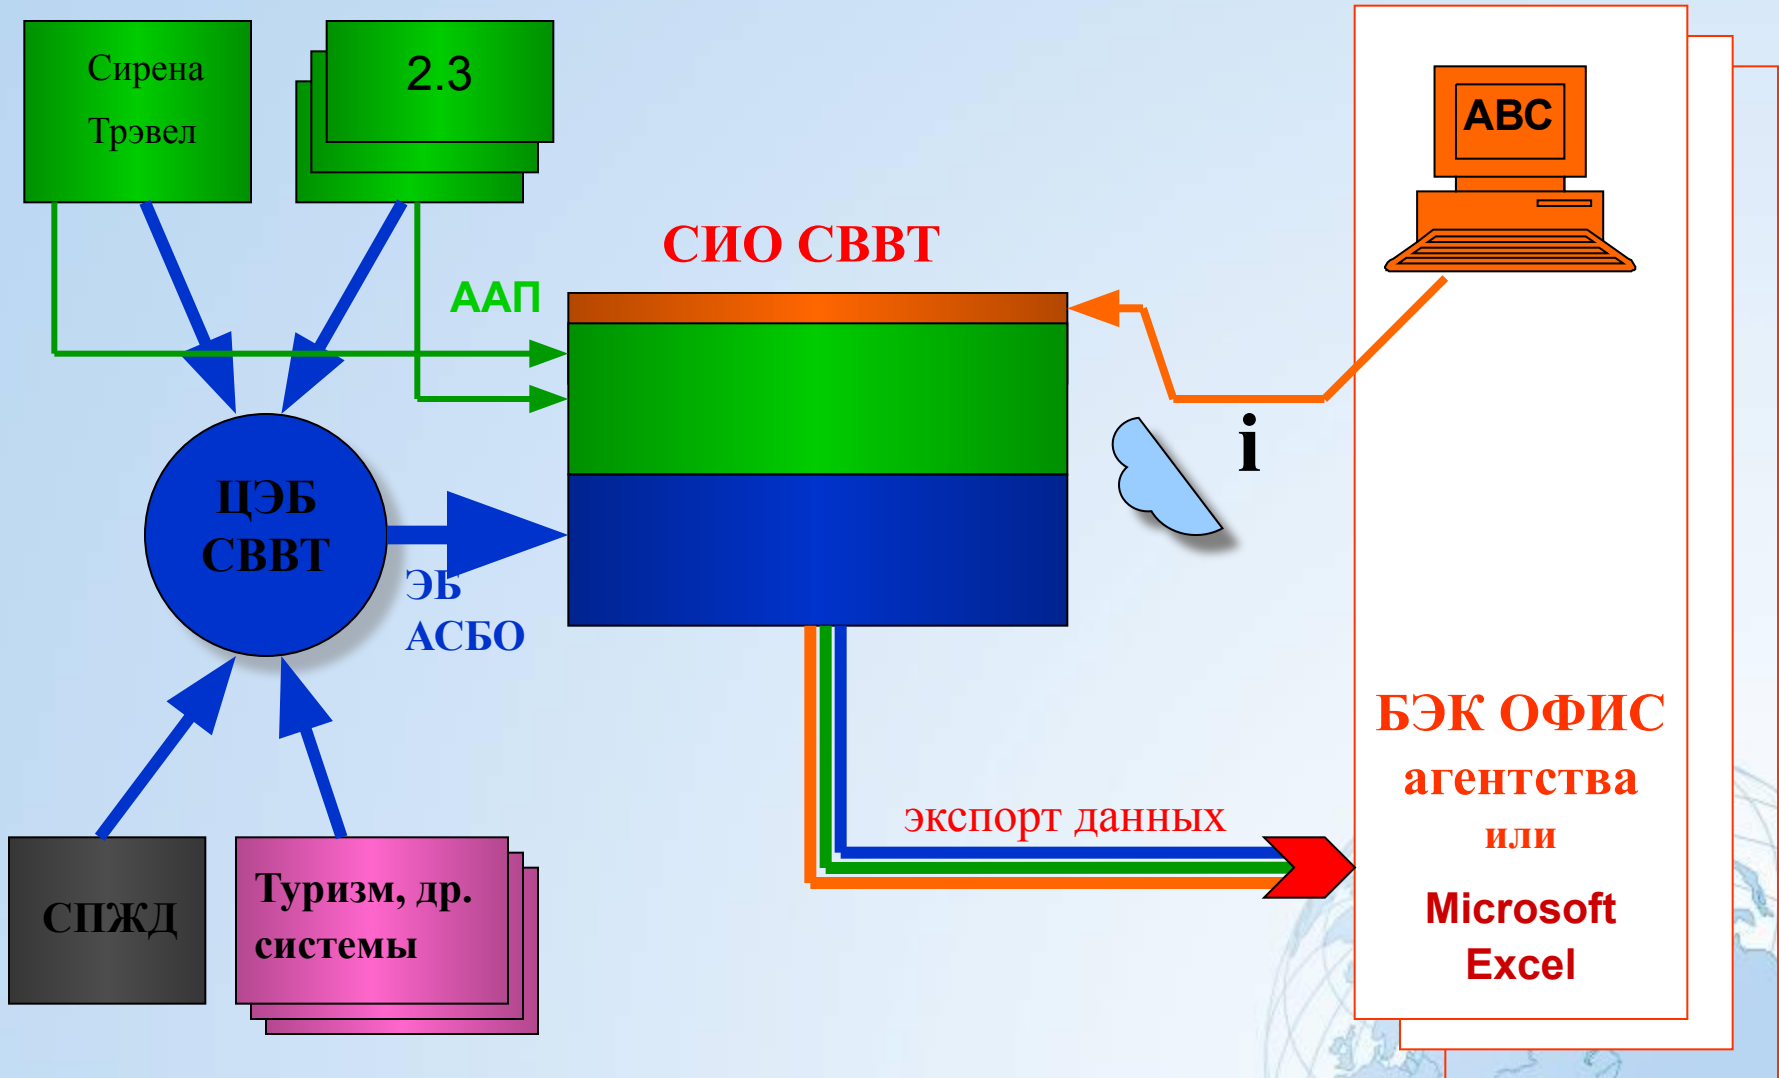 Сирена
Трэвел
2.3
ABC
СИО СВВТ
ААП
i
ЦЭБ
СВВТ
ЭБ
АСБО
БЭК ОФИС
агентства
или
Microsoft
Excel
экспорт данных
СПЖД
Туризм, др.
системы